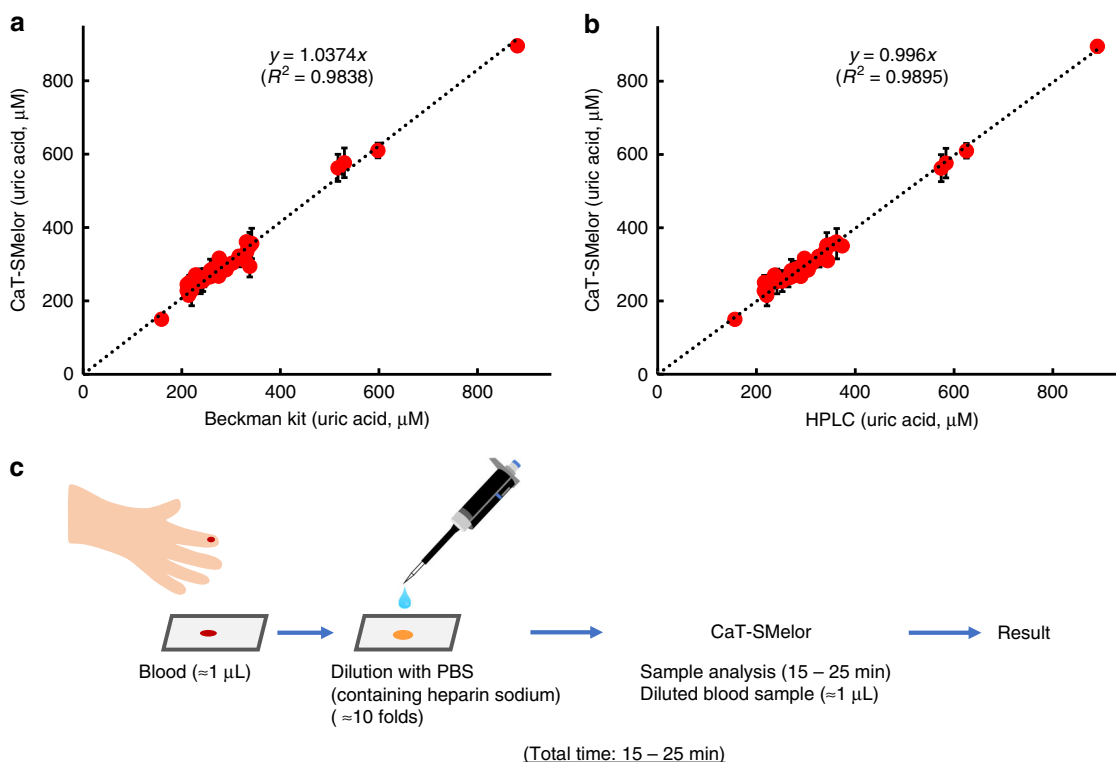 a
y = 1.0374x
(R² = 0.9838)
CaT-SMelor (uric acid, μM)
800
600
400
200
0
0
200
400
600
800
Beckman kit (uric acid, μM)
b
y = 0.996x
(R² = 0.9895)
CaT-SMelor (uric acid, μM)
800
600
400
200
0
0
200
400
600
800
HPLC (uric acid, μM)
c
Blood (≈1 μL)
Dilution with PBS
(containing heparin sodium)
( ≈10 folds)
CaT-SMelor
Sample analysis (15 – 25 min)
Diluted blood sample (≈1 μL)
Result
(Total time: 15 – 25 min)